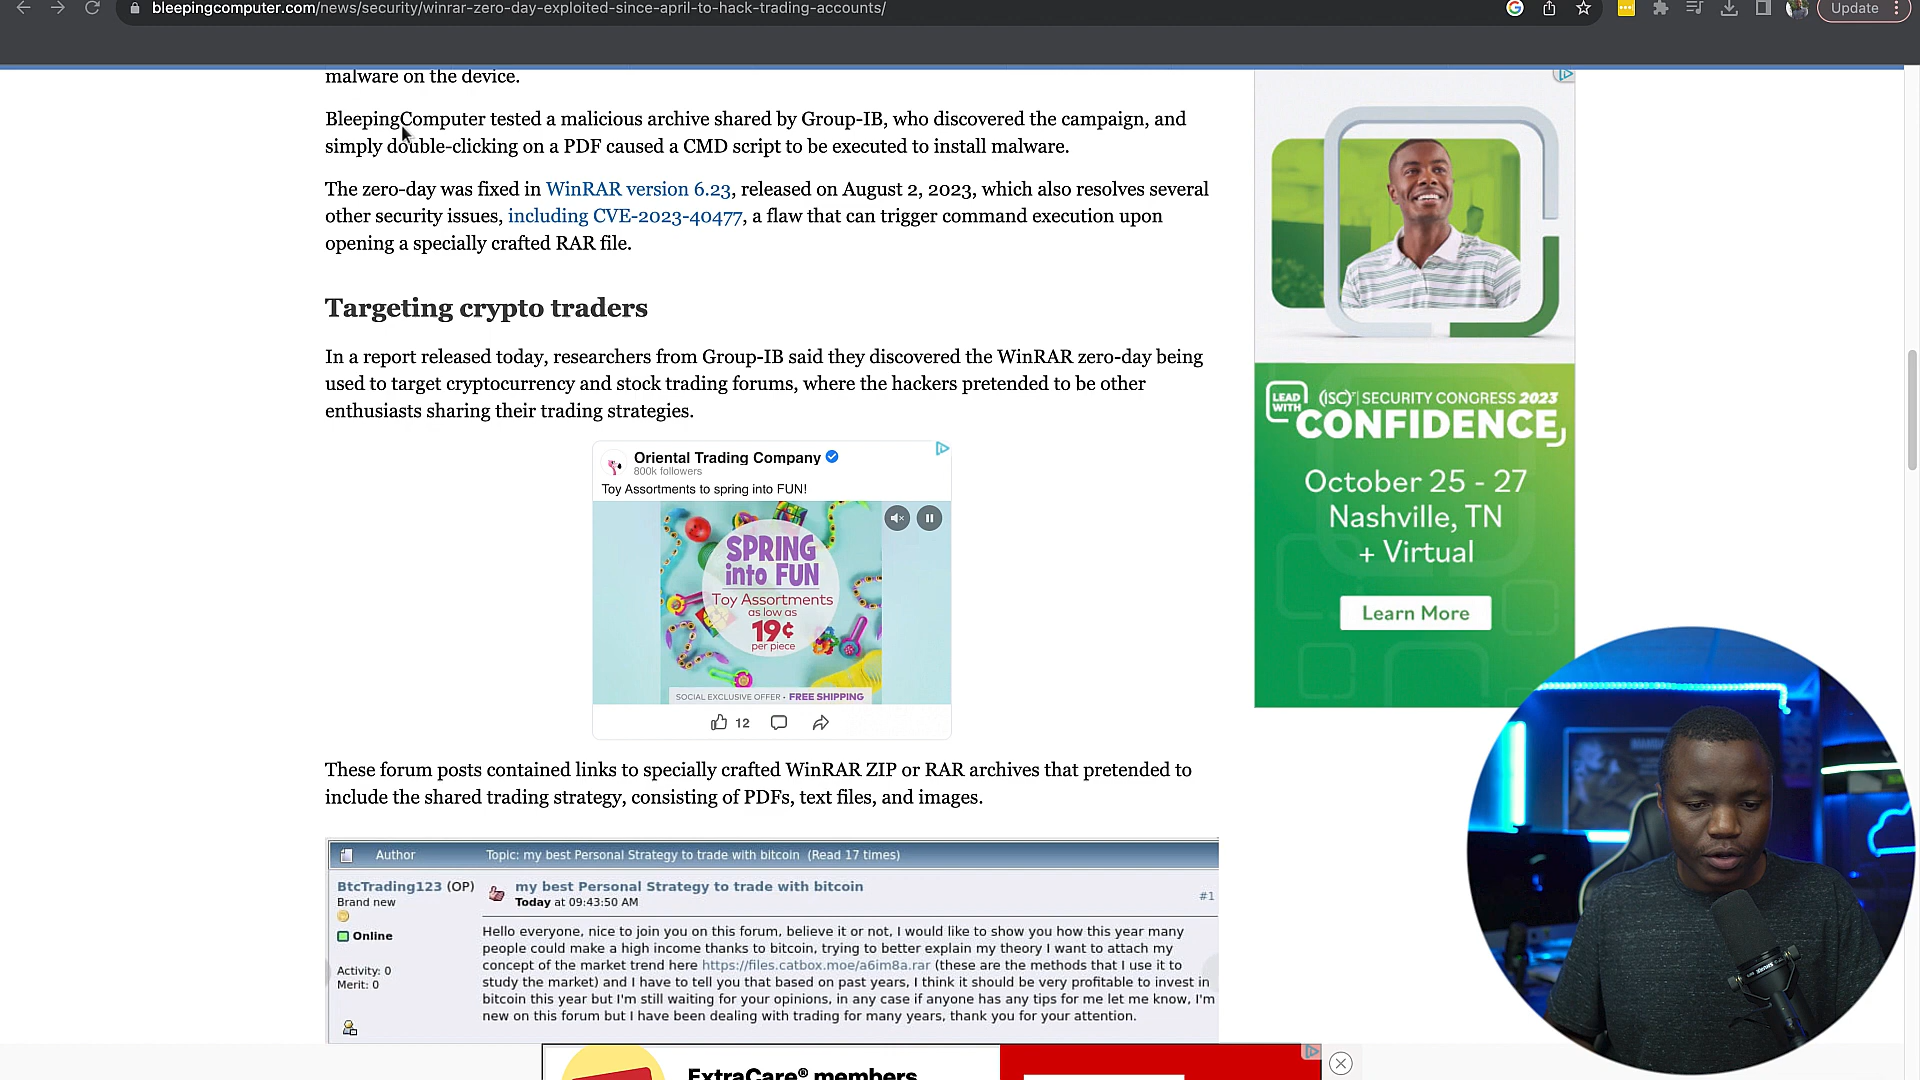 bleepingcomputer.com/news/security/winrar-zero-day-exploited-since-april-to-hack-trading-accounts/
Update
malware on the device.
BleepingComputer tested a malicious archive shared by Group-IB, who discovered the campaign, and
simply double-clicking on a PDF caused a CMD script to be executed to install malware.
The zero-day was fixed in WinRAR version 6.23, released on August 2, 2023, which also resolves several
other security issues, including CVE-2023-40477, a flaw that can trigger command execution upon
opening a specially crafted RAR file.
Targeting crypto traders
In a report released today, researchers from Group-IB said they discovered the WinRAR zero-day being
used to target cryptocurrency and stock trading forums, where the hackers pretended to be other
enthusiasts sharing their trading strategies.
Oriental Trading Company
800k followers
Toy Assortments to spring into FUN!
SPRING
into FUN
Toy Assortments
as low as
19¢
per piece
SOCIAL EXCLUSIVE OFFER • FREE SHIPPING
12
These forum posts contained links to specially crafted WinRAR ZIP or RAR archives that pretended to
include the shared trading strategy, consisting of PDFs, text files, and images.
Author Topic: my best Personal Strategy to trade with bitcoin (Read 17 times)
BtcTrading123 (OP)
Brand new
Online
Activity: 0
Merit: 0
my best Personal Strategy to trade with bitcoin
Today at 09:43:50 AM
#1
Hello everyone, nice to join you on this forum, believe it or not, I would like to show you how this year many
people could make a high income thanks to bitcoin, trying to better explain my theory I want to attach my
concept of the market trend here https://files.catbox.moe/a6im8a.rar (these are the methods that I use it to
study the market) and I have to tell you that based on past years, I think it should be very profitable to invest in
bitcoin this year but I'm still waiting for your opinions, in any case if anyone has any tips for me let me know, I'm
new on this forum but I have been dealing with trading for many years, thank you for your attention.
LEAD
WITH
(ISC)² SECURITY CONGRESS 2023
CONFIDENCE
October 25 - 27
Nashville, TN
+ Virtual
Learn More
ExtraCare® members